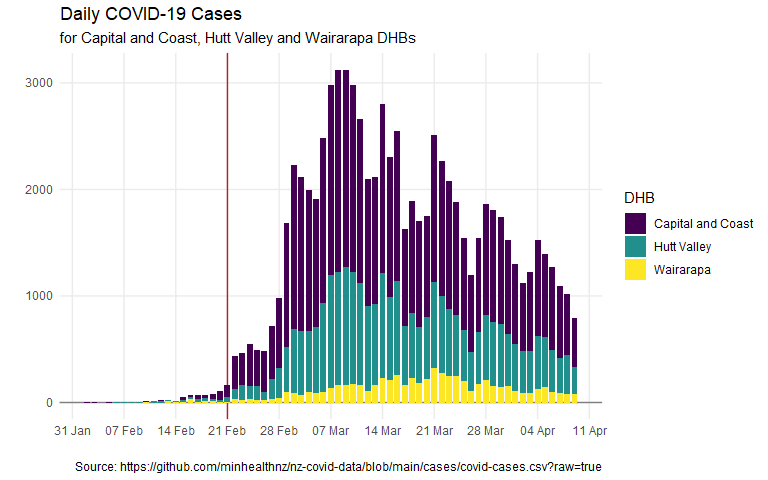 Daily COVID-19 Cases
for Capital and Coast, Hutt Valley and Wairarapa DHBs
3000
2000
1000
0
31 Jan 07 Feb 14 Feb 21 Feb 28 Feb 07 Mar 14 Mar 21 Mar 28 Mar 04 Apr 11 Apr
DHB
Capital and Coast
Hutt Valley
Wairarapa
Source: https://github.com/minhealthnz/nz-covid-data/blob/main/cases/covid-cases.csv?raw=true